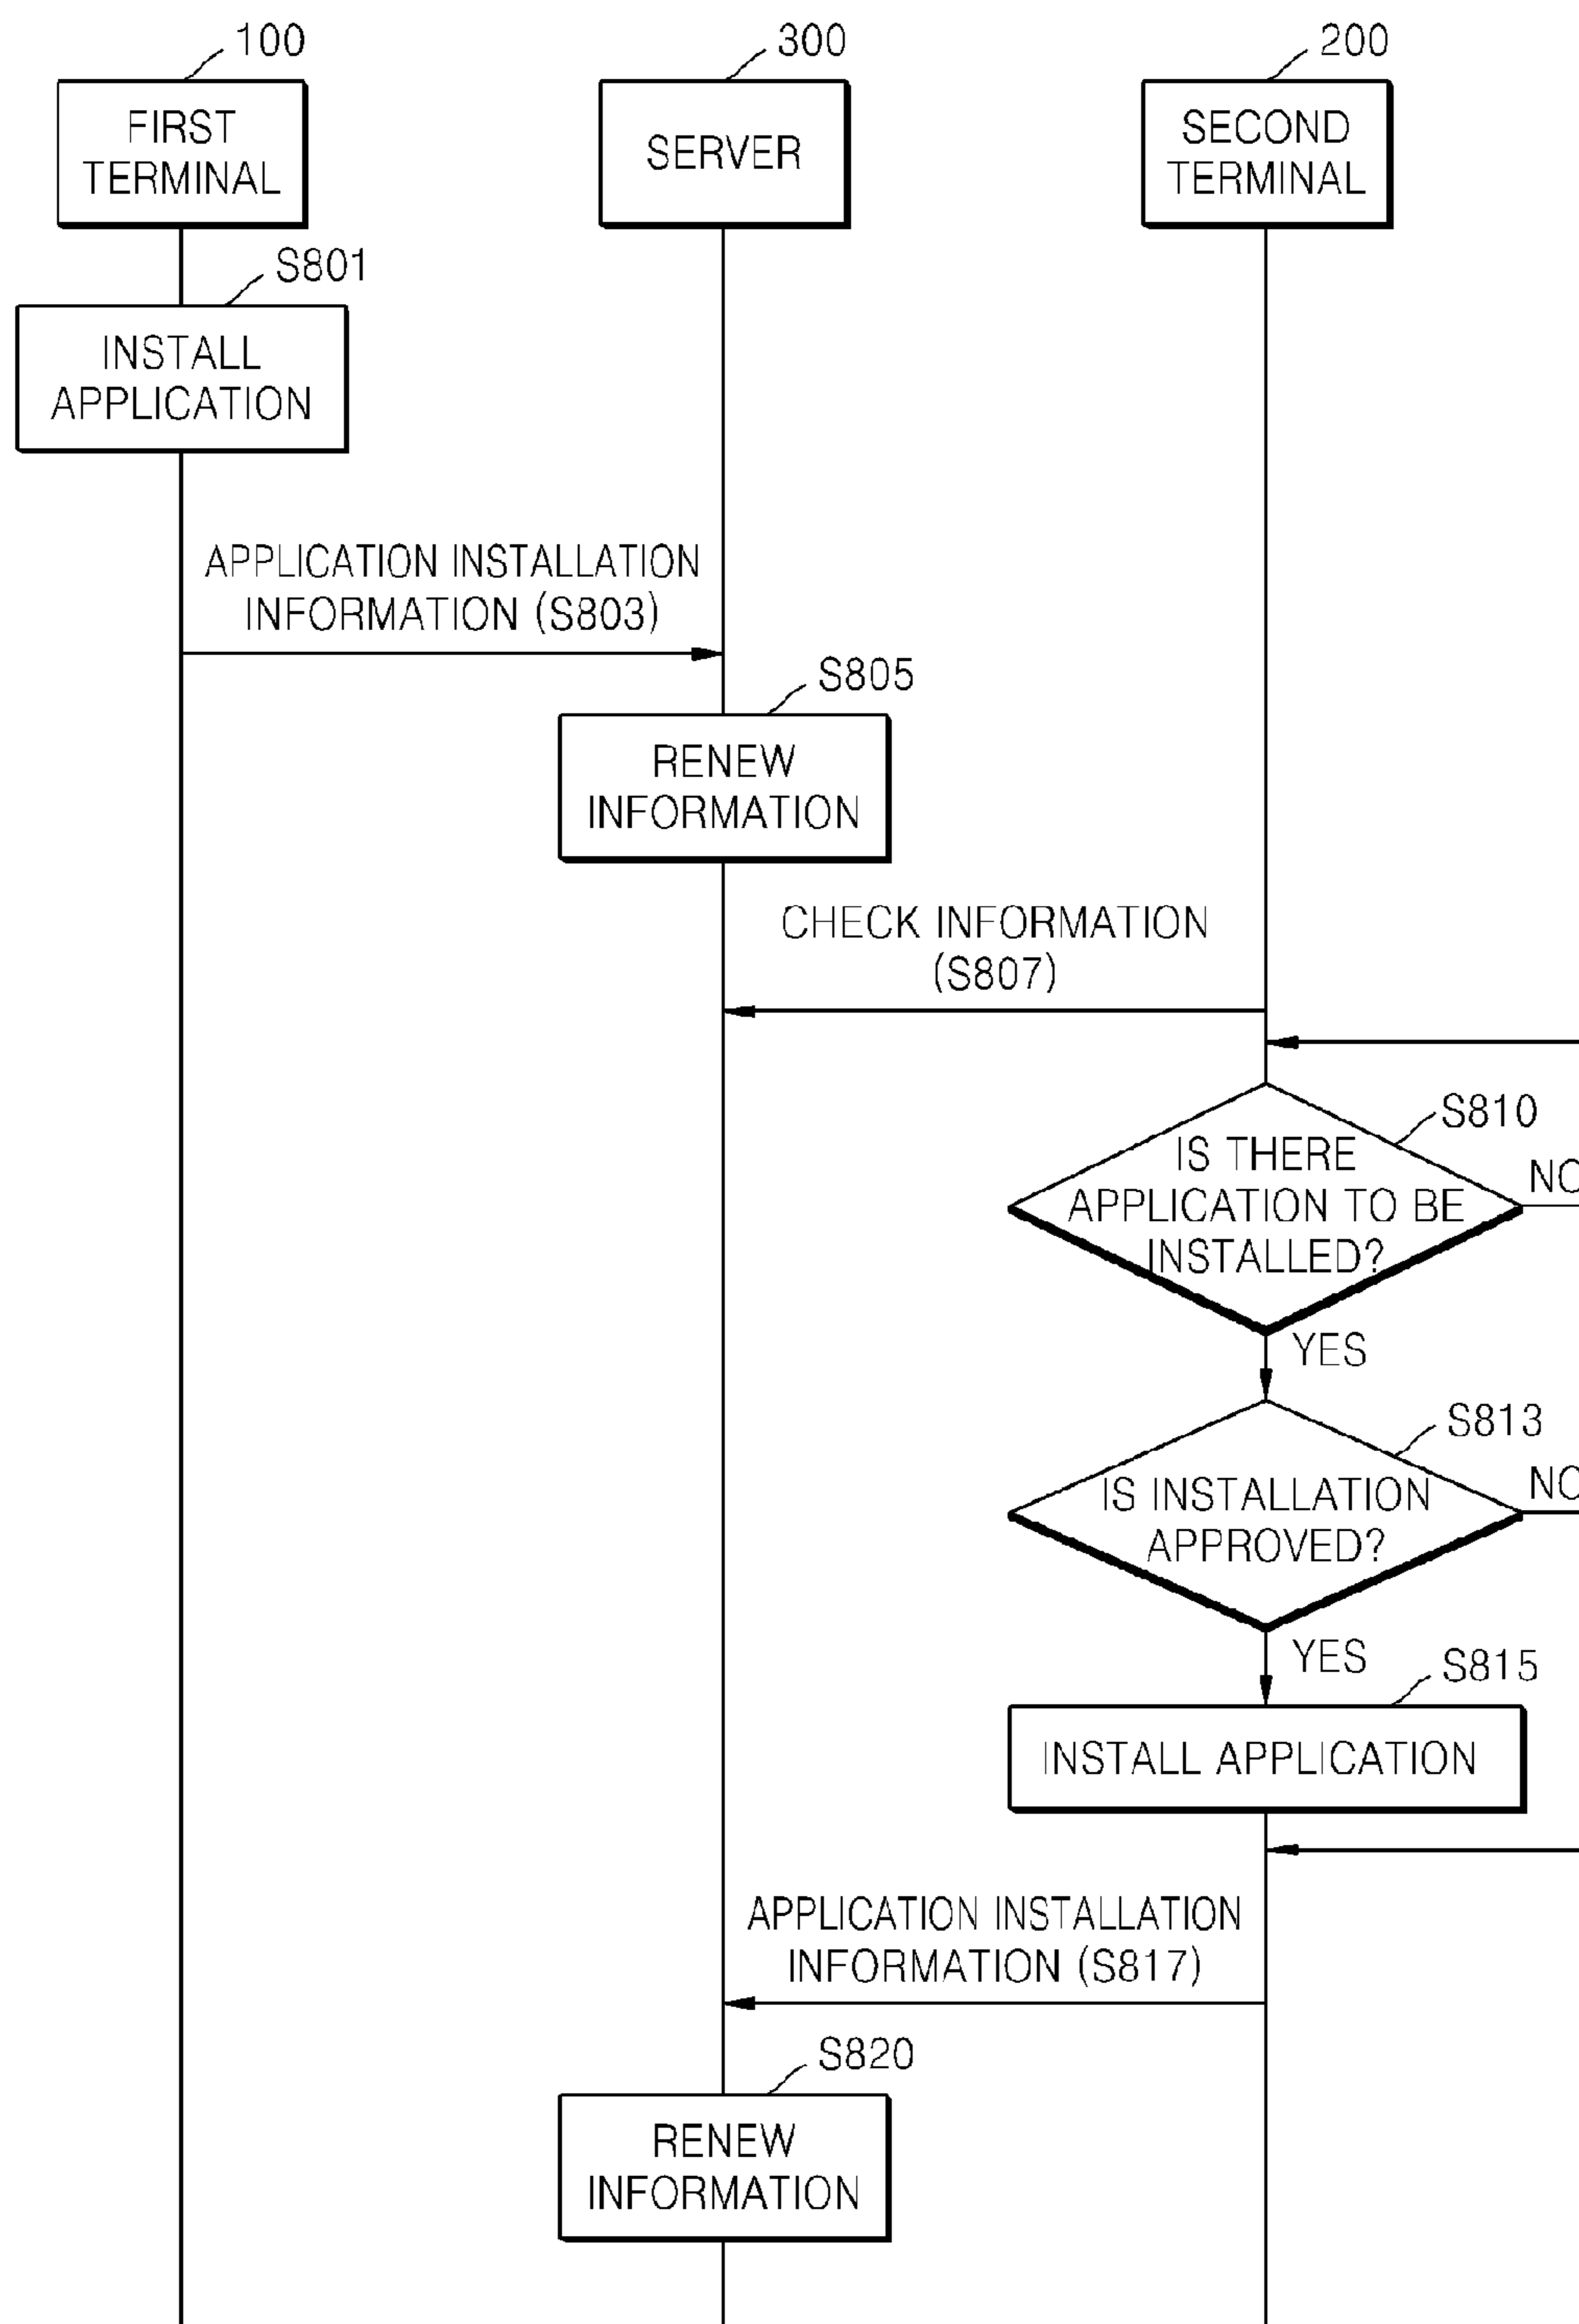 100
300
200
FIRST
TERMINAL
SERVER
SECOND
TERMINAL
S801
INSTALL
APPLICATION
APPLICATION INSTALLATION
INFORMATION (S803)
S805
RENEW
INFORMATION
CHECK INFORMATION
(S807)
S810
IS THERE
APPLICATION TO BE
INSTALLED?
NO
YES
S813
IS INSTALLATION
APPROVED?
NO
YES
S815
INSTALL APPLICATION
APPLICATION INSTALLATION
INFORMATION (S817)
S820
RENEW
INFORMATION